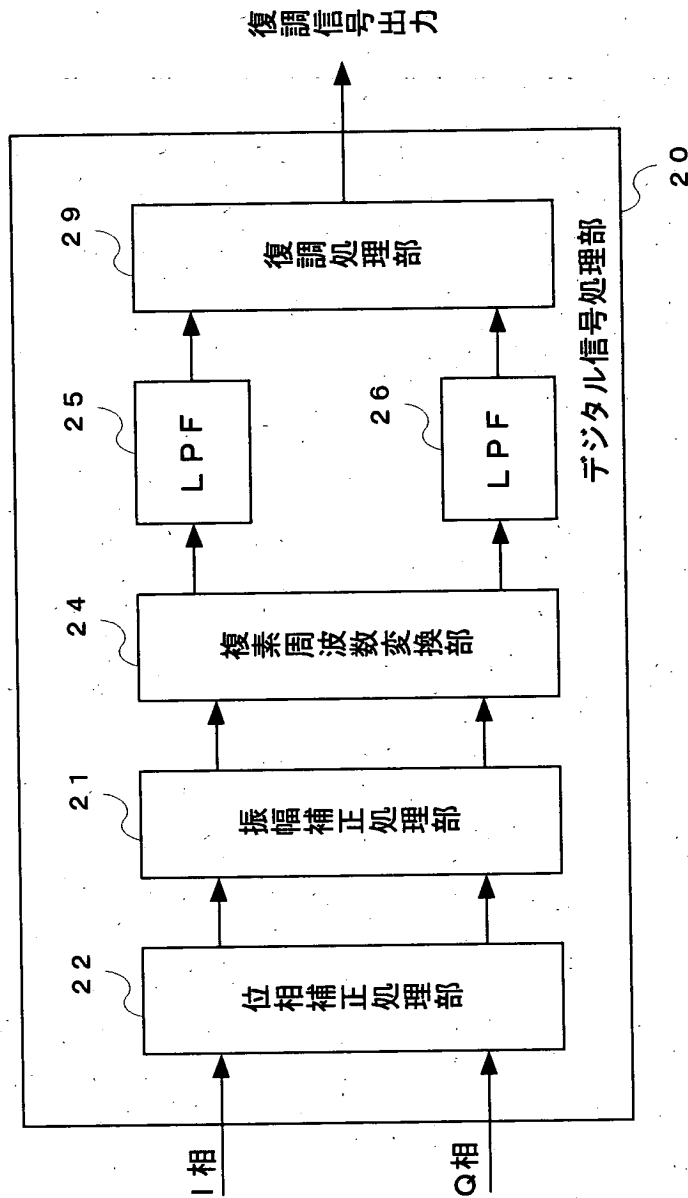 I相
Q相
22
位相補正処理部
21
振幅補正処理部
24
複素周波数変換部
25
LPF
26
LPF
29
復調処理部
復調信号出力
デジタル信号処理部
20